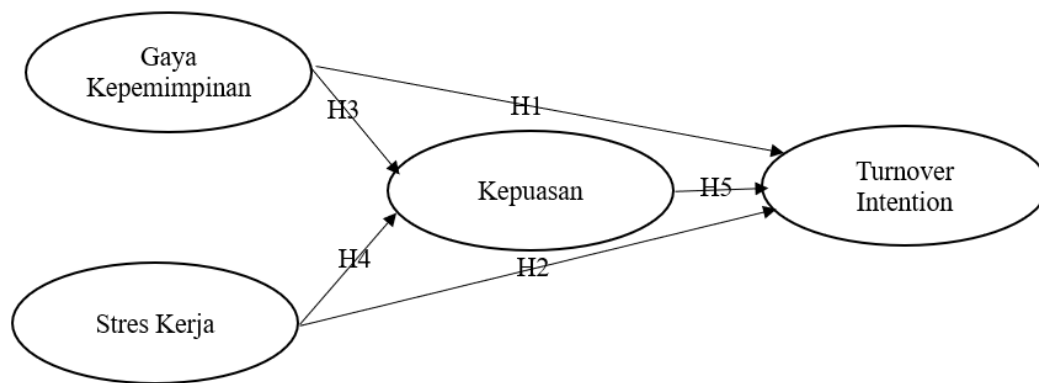 Gaya
Kepemimpinan
H1
H3
Kepuasan
H5
Turnover
Intention
H4
H2
Stres Kerja